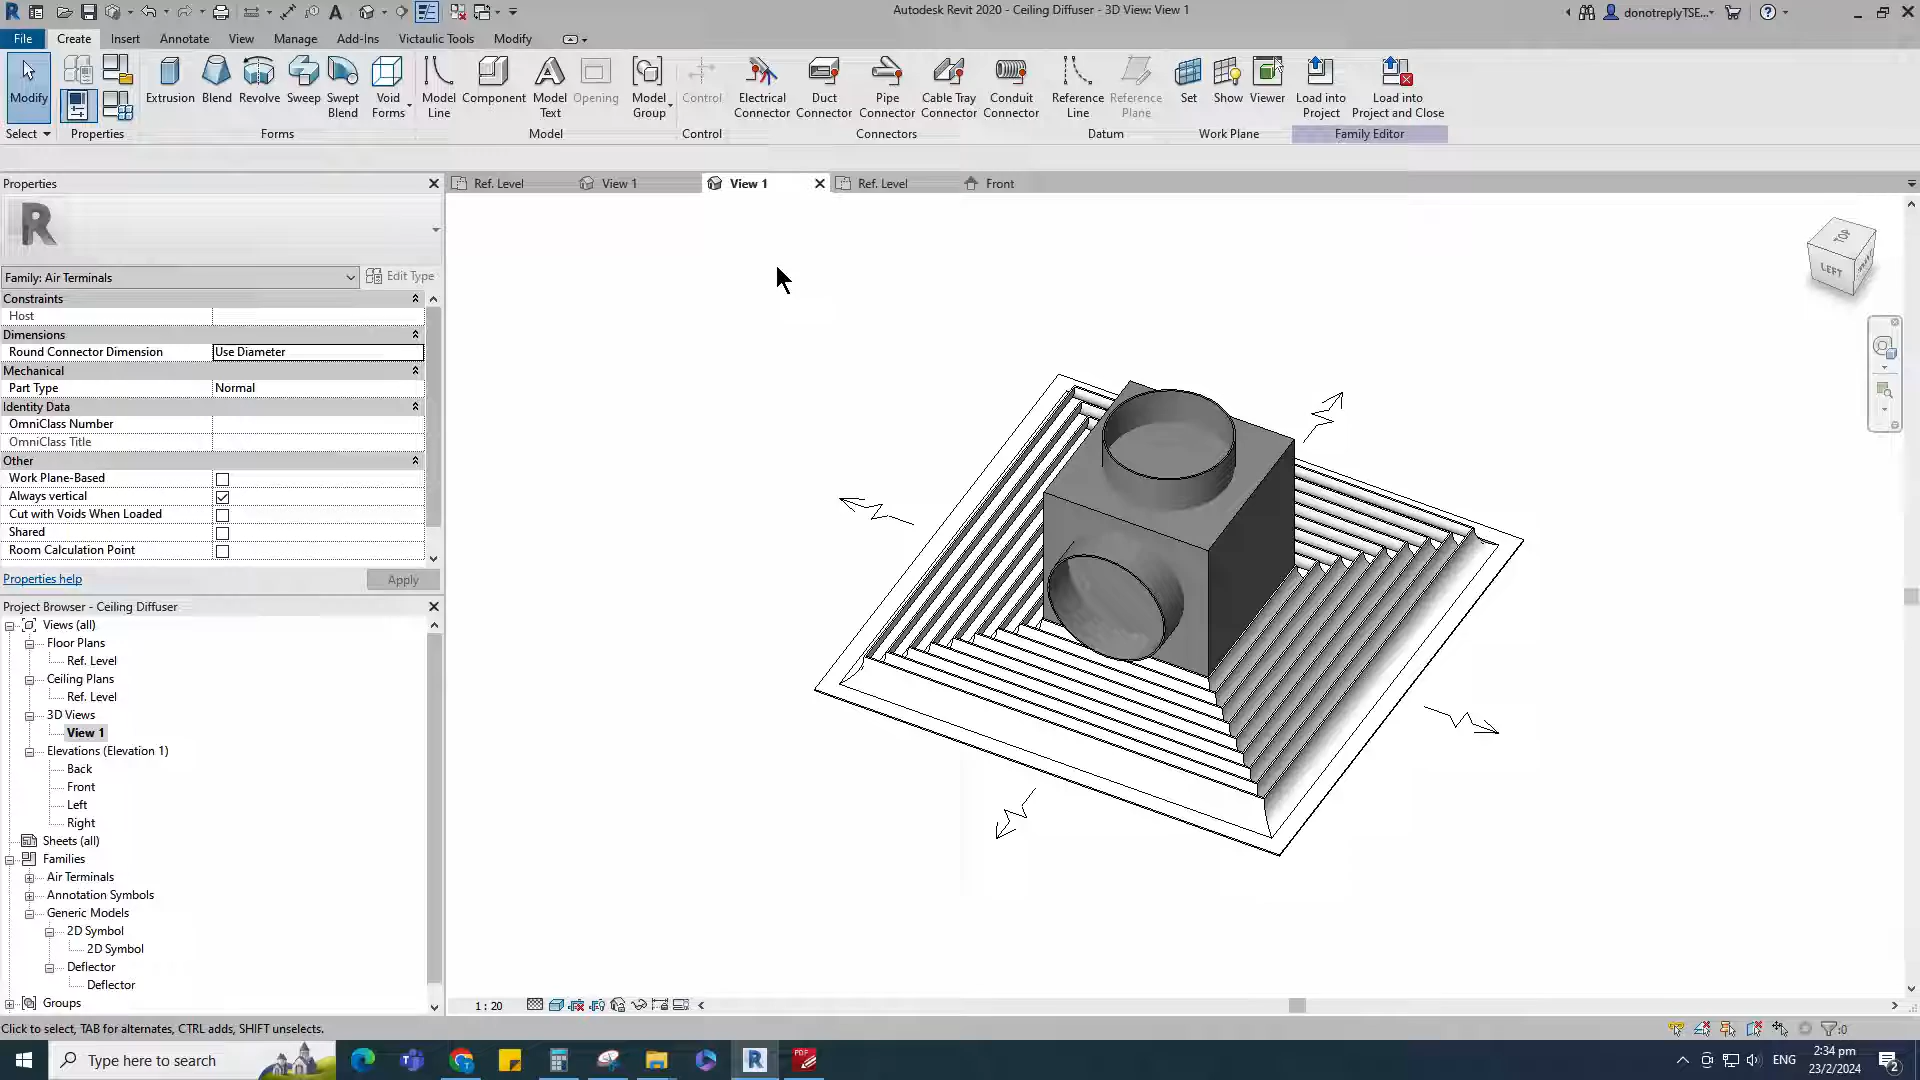 Autodesk Revit 2020 - Ceiling Diffuser - 3D View: View 1
donotreplyTSE...
File Create Insert Annotate View Manage Add-Ins Victaulic Tools Modify
Modify
Extrusion Blend Revolve Sweep Swept Blend Void Forms
Model Line Component Model Text Opening Model Group
Control
Electrical Connector Duct Connector Pipe Connector Cable Tray Connector Conduit Connector
Reference Line Reference Plane
Set Show Viewer
Load into Project Load into Project and Close
Select Properties Forms Model Control Connectors Datum Work Plane Family Editor
Properties
Ref. Level View 1 View 1 Ref. Level Front
R
Family: Air Terminals Edit Type
Constraints
Host
Dimensions
Round Connector Dimension Use Diameter
Mechanical
Part Type Normal
Identity Data
OmniClass Number
OmniClass Title
Other
Work Plane-Based
Always vertical
Cut with Voids When Loaded
Shared
Room Calculation Point
Properties help Apply
TOP
LEFT
Project Browser - Ceiling Diffuser
Views (all)
Floor Plans
Ref. Level
Ceiling Plans
Ref. Level
3D Views
View 1
Elevations (Elevation 1)
Back
Front
Left
Right
Sheets (all)
Families
Air Terminals
Annotation Symbols
Generic Models
2D Symbol
2D Symbol
Deflector
Deflector
Groups
1 : 20
Click to select, TAB for alternates, CTRL adds, SHIFT unselects.
:0
Type here to search
ENG
2:34 pm
23/2/2024
2